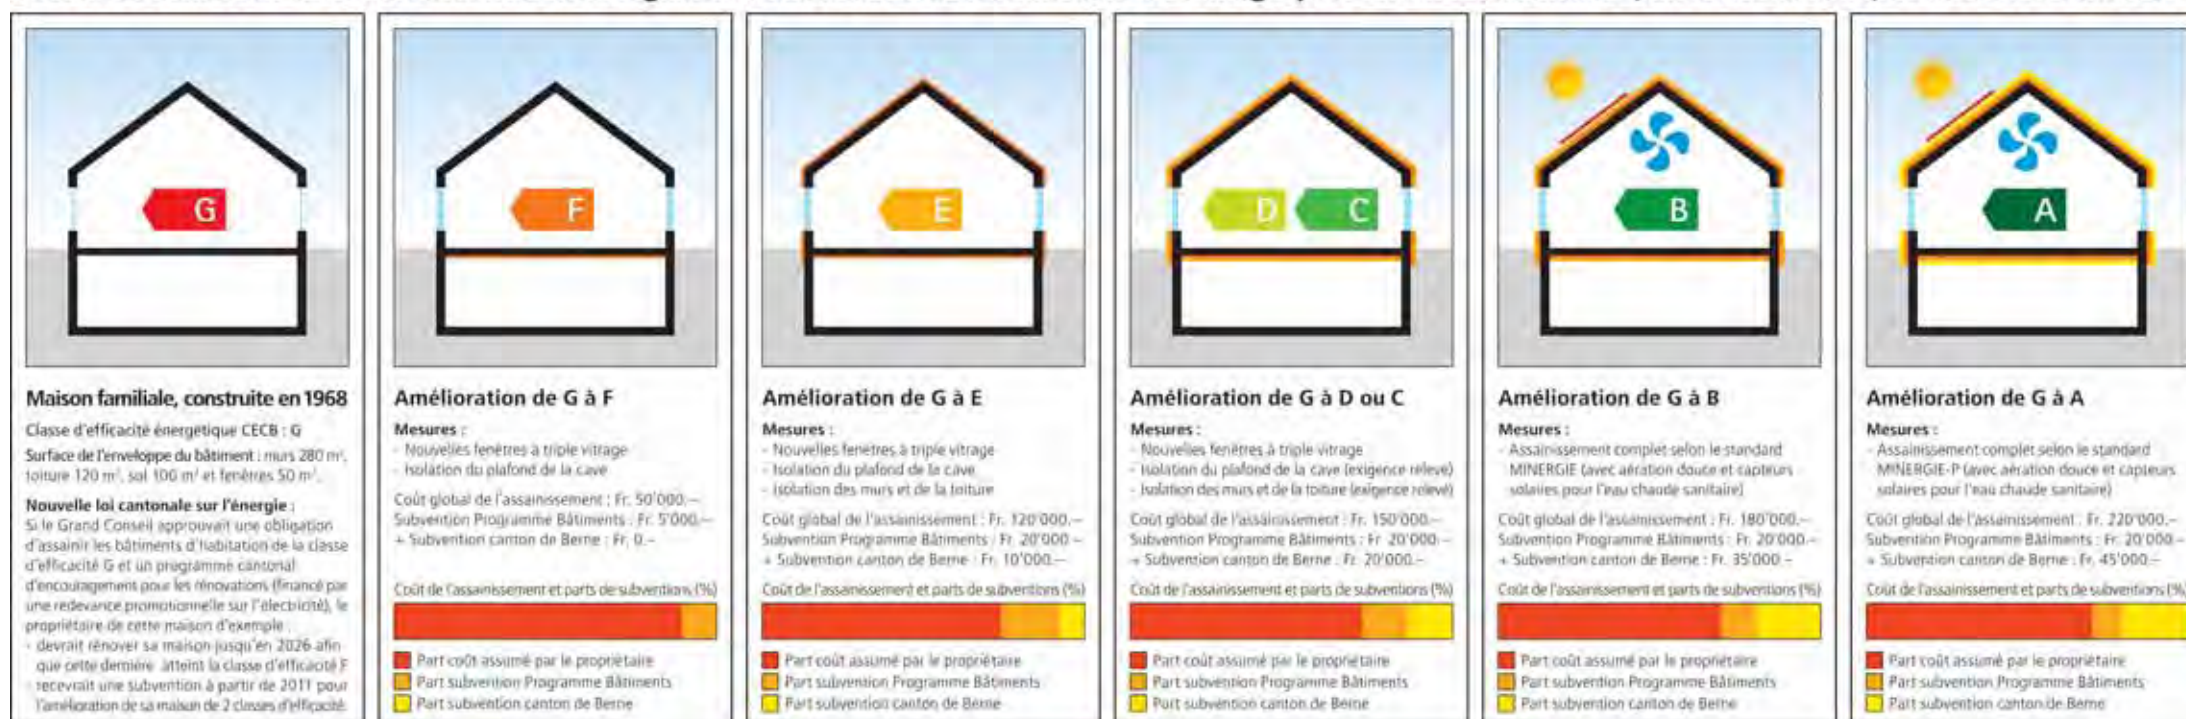 G
Maison familiale, construite en 1968
Classe d'efficacité énergétique CECB : G
Surface de l'enveloppe du bâtiment : murs 280 m²,
toiture 120 m², sol 100 m² et fenêtres 50 m².
Nouvelle loi cantonale sur l'énergie :
Si le Grand Conseil approuvait une obligation
d'assainir les bâtiments d'habitation de la classe
d'efficacité G et un programme cantonal
d'encouragement pour les rénovations (financé par
une redevance promotionnelle sur l'électricité), le
propriétaire de cette maison d'exemple :
- devrait rénover sa maison jusqu'en 2026 afin
que cette dernière atteint la classe d'efficacité F
- recevrait une subvention à partir de 2011 pour
l'amélioration de sa maison de 2 classes d'efficacité.
F
Amélioration de G à F
Mesures :
- Nouvelles fenêtres à triple vitrage
- Isolation du plafond de la cave
Coût global de l'assainissement : Fr. 50'000.–
Subvention Programme Bâtiments : Fr. 5'000.–
+ Subvention canton de Berne : Fr. 0.–
Coût de l'assainissement et parts de subventions (%)
Part coût assumé par le propriétaire
Part subvention Programme Bâtiments
Part subvention canton de Berne
E
Amélioration de G à E
Mesures :
- Nouvelles fenêtres à triple vitrage
- Isolation du plafond de la cave
- Isolation des murs et de la toiture
Coût global de l'assainissement : Fr. 120'000.–
Subvention Programme Bâtiments : Fr. 20'000.–
+ Subvention canton de Berne : Fr. 10'000.–
Coût de l'assainissement et parts de subventions (%)
Part coût assumé par le propriétaire
Part subvention Programme Bâtiments
Part subvention canton de Berne
D C
Amélioration de G à D ou C
Mesures :
- Nouvelles fenêtres à triple vitrage
- Isolation du plafond de la cave (exigence relevé)
- Isolation des murs et de la toiture (exigence relevé)
Coût global de l'assainissement : Fr. 150'000.–
Subvention Programme Bâtiments : Fr. 20'000.–
+ Subvention canton de Berne : Fr. 20'000.–
Coût de l'assainissement et parts de subventions (%)
Part coût assumé par le propriétaire
Part subvention Programme Bâtiments
Part subvention canton de Berne
B
Amélioration de G à B
Mesures :
- Assainissement complet selon le standard
MINERGIE (avec aération douce et capteurs
solaires pour l'eau chaude sanitaire)
Coût global de l'assainissement : Fr. 180'000.–
Subvention Programme Bâtiments : Fr. 20'000.–
+ Subvention canton de Berne : Fr. 35'000.–
Coût de l'assainissement et parts de subventions (%)
Part coût assumé par le propriétaire
Part subvention Programme Bâtiments
Part subvention canton de Berne
A
Amélioration de G à A
Mesures :
- Assainissement complet selon le standard
MINERGIE-P (avec aération douce et capteurs
solaires pour l'eau chaude sanitaire)
Coût global de l'assainissement : Fr. 220'000.–
Subvention Programme Bâtiments : Fr. 20'000.–
+ Subvention canton de Berne : Fr. 45'000.–
Coût de l'assainissement et parts de subventions (%)
Part coût assumé par le propriétaire
Part subvention Programme Bâtiments
Part subvention canton de Berne